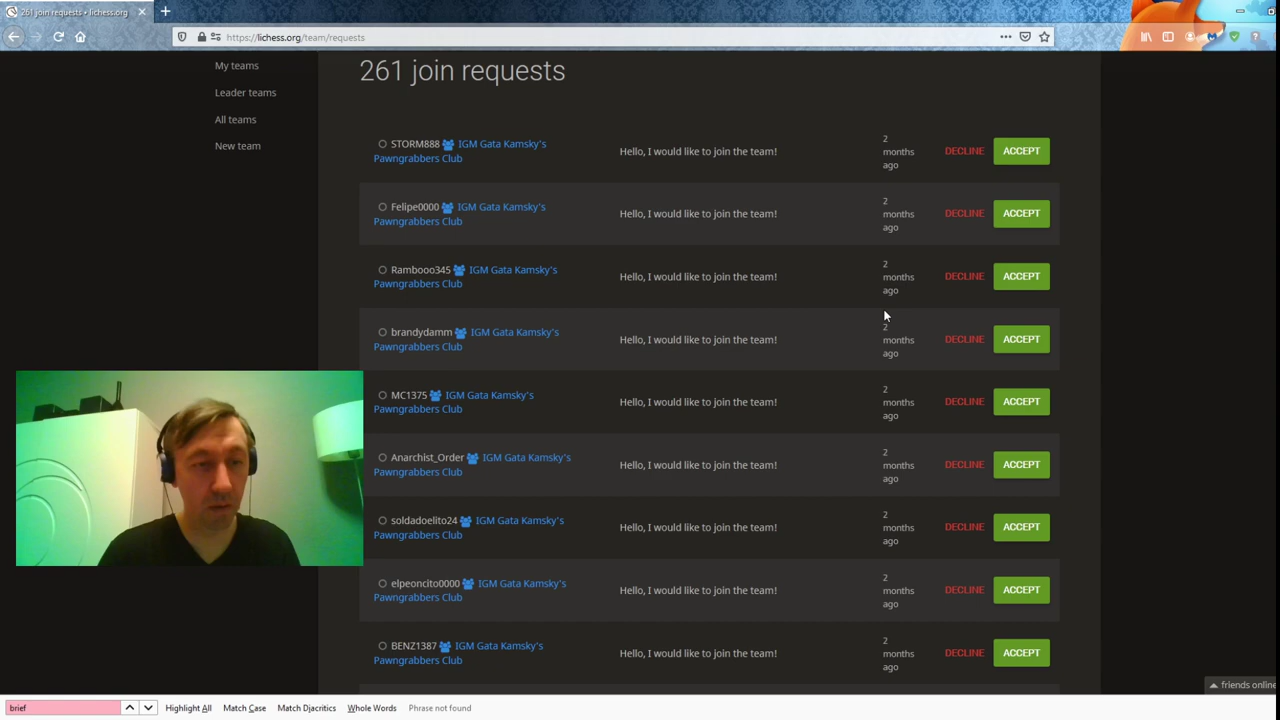 261 join requests • lichess.org
https://lichess.org/team/requests
My teams
Leader teams
All teams
New team
261 join requests
STORM888 IGM Gata Kamsky's
Pawngrabbers Club
Hello, I would like to join the team!
2
months
ago
DECLINE
ACCEPT
Felipe0000 IGM Gata Kamsky's
Pawngrabbers Club
Hello, I would like to join the team!
2
months
ago
DECLINE
ACCEPT
Rambooo345 IGM Gata Kamsky's
Pawngrabbers Club
Hello, I would like to join the team!
2
months
ago
DECLINE
ACCEPT
brandydamm IGM Gata Kamsky's
Pawngrabbers Club
Hello, I would like to join the team!
2
months
ago
DECLINE
ACCEPT
MC1375 IGM Gata Kamsky's
Pawngrabbers Club
Hello, I would like to join the team!
2
months
ago
DECLINE
ACCEPT
Anarchist_Order IGM Gata Kamsky's
Pawngrabbers Club
Hello, I would like to join the team!
2
months
ago
DECLINE
ACCEPT
soldadoelito24 IGM Gata Kamsky's
Pawngrabbers Club
Hello, I would like to join the team!
2
months
ago
DECLINE
ACCEPT
elpeoncito0000 IGM Gata Kamsky's
Pawngrabbers Club
Hello, I would like to join the team!
2
months
ago
DECLINE
ACCEPT
BENZ1387 IGM Gata Kamsky's
Pawngrabbers Club
Hello, I would like to join the team!
2
months
ago
DECLINE
ACCEPT
friends online
brief
Highlight All
Match Case
Match Diacritics
Whole Words
Phrase not found